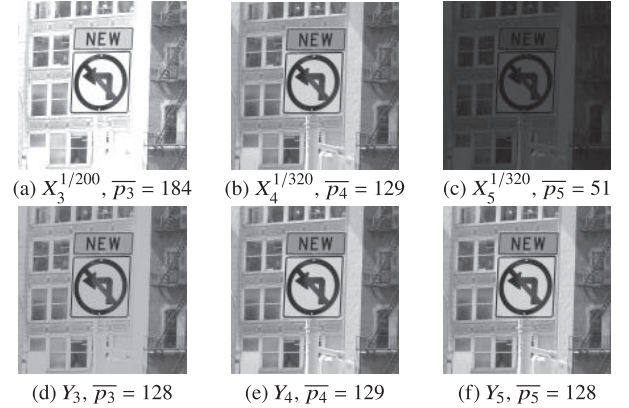 NEW
NEW
NEW
(a) X_3^{1/200}, \overline{p_3} = 184
(b) X_4^{1/320}, \overline{p_4} = 129
(c) X_5^{1/320}, \overline{p_5} = 51
NEW
NEW
NEW
(d) Y_3, \overline{p_3} = 128
(e) Y_4, \overline{p_4} = 129
(f) Y_5, \overline{p_5} = 128